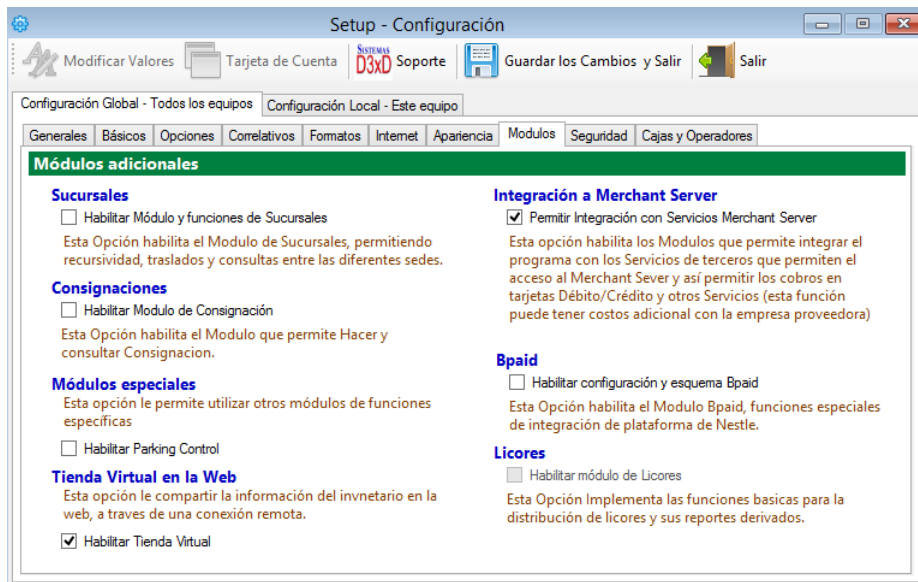 Setup - Configuración
Modificar Valores
Tarjeta de Cuenta
SISTEMAS
D3xD
Soporte
Guardar los Cambios y Salir
Salir
Configuración Global - Todos los equipos
Configuración Local - Este equipo
Generales
Básicos
Opciones
Correlativos
Formatos
Internet
Apariencia
Modulos
Seguridad
Cajas y Operadores
Módulos adicionales
Sucursales
Habilitar Módulo y funciones de Sucursales
Esta Opción habilita el Modulo de Sucursales, permitiendo
recursividad, traslados y consultas entre las diferentes sedes.
Consignaciones
Habilitar Modulo de Consignación
Esta Opción habilita el Modulo que permite Hacer y
consultar Consignacion.
Módulos especiales
Esta opción le permite utilizar otros módulos de funciones
específicas
Habilitar Parking Control
Tienda Virtual en la Web
Esta opción le compartir la información del invnetario en la
web, a traves de una conexión remota.
Habilitar Tienda Virtual
Integración a Merchant Server
Permitir Integración con Servicios Merchant Server
Esta opción habilita los Modulos que permite integrar el
programa con los Servicios de terceros que permiten el
acceso al Merchant Sever y así permitir los cobros en
tarjetas Débito/Crédito y otros Servicios (esta función
puede tener costos adicional con la empresa proveedora)
Bpaid
Habilitar configuración y esquema Bpaid
Esta Opción habilita el Modulo Bpaid, funciones especiales
de integración de plataforma de Nestle.
Licores
Habilitar módulo de Licores
Esta Opción Implementa las funciones basicas para la
distribución de licores y sus reportes derivados.